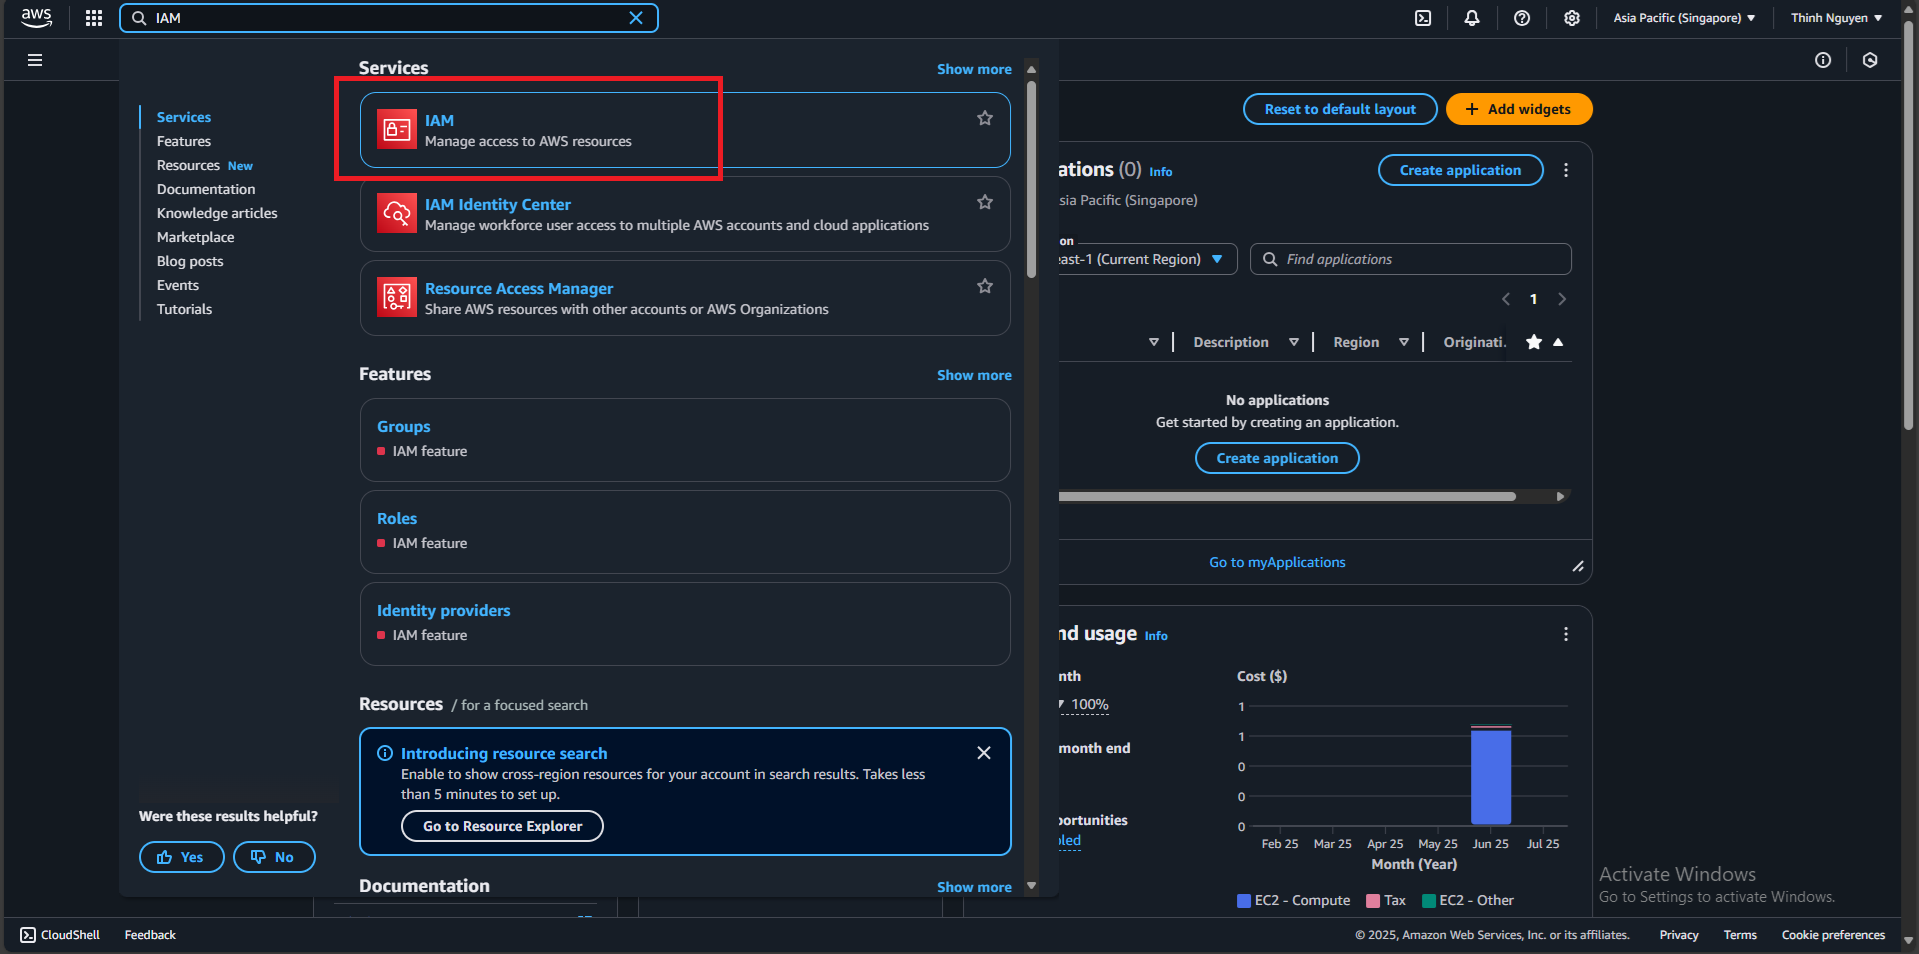 aws
IAM
Asia Pacific (Singapore)
Thinh Nguyen
Services
Features
Resources New
Documentation
Knowledge articles
Marketplace
Blog posts
Events
Tutorials
Were these results helpful?
Yes
No
Services
Show more
IAM
Manage access to AWS resources
IAM Identity Center
Manage workforce user access to multiple AWS accounts and cloud applications
Resource Access Manager
Share AWS resources with other accounts or AWS Organizations
Features
Show more
Groups
IAM feature
Roles
IAM feature
Identity providers
IAM feature
Resources / for a focused search
Introducing resource search
Enable to show cross-region resources for your account in search results. Takes less
than 5 minutes to set up.
Go to Resource Explorer
Documentation
Show more
Reset to default layout
Add widgets
ations (0) Info
Create application
sia Pacific (Singapore)
on
east-1 (Current Region)
Find applications
1
Description
Region
Originati.
No applications
Get started by creating an application.
Create application
Go to myApplications
nd usage Info
nth
100%
month end
portunities
led
Cost ($)
1
1
0
0
0
Feb 25 Mar 25 Apr 25 May 25 Jun 25 Jul 25
Month (Year)
EC2 - Compute Tax EC2 - Other
Activate Windows
Go to Settings to activate Windows.
CloudShell
Feedback
© 2025, Amazon Web Services, Inc. or its affiliates.
Privacy
Terms
Cookie preferences